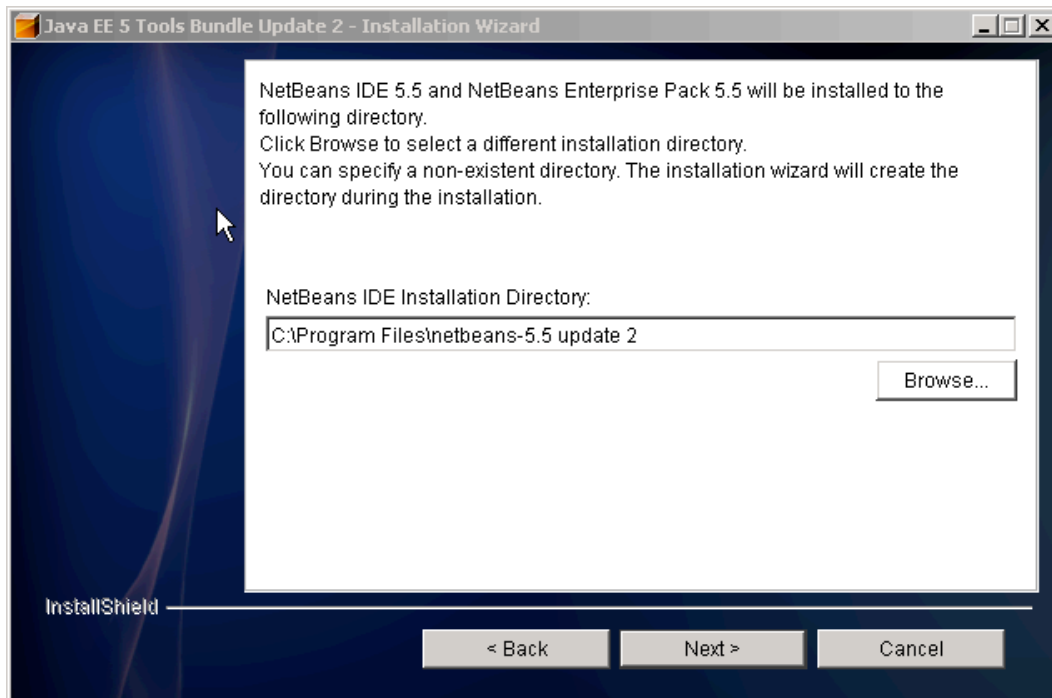 Java EE 5 Tools Bundle Update 2 - Installation Wizard
NetBeans IDE 5.5 and NetBeans Enterprise Pack 5.5 will be installed to the
following directory.
Click Browse to select a different installation directory.
You can specify a non-existent directory. The installation wizard will create the
directory during the installation.
NetBeans IDE Installation Directory:
C:\Program Files\netbeans-5.5 update 2
Browse...
InstallShield
< Back
Next >
Cancel